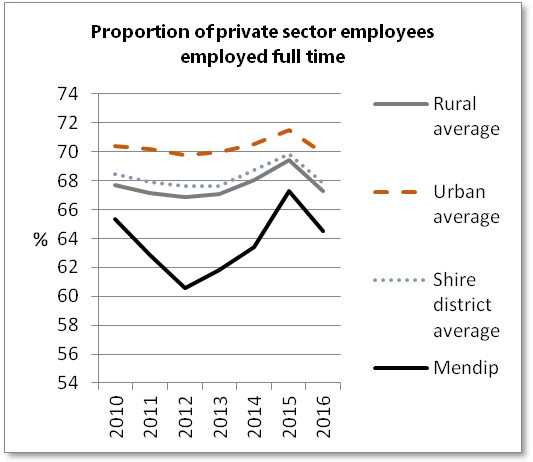 Proportion of private sector employees
employed full time
74
72
70
68
66
64
62
60
58
56
54
%
2010
2011
2012
2013
2014
2015
2016
Rural
average
Urban
average
Shire
district
average
Mendip